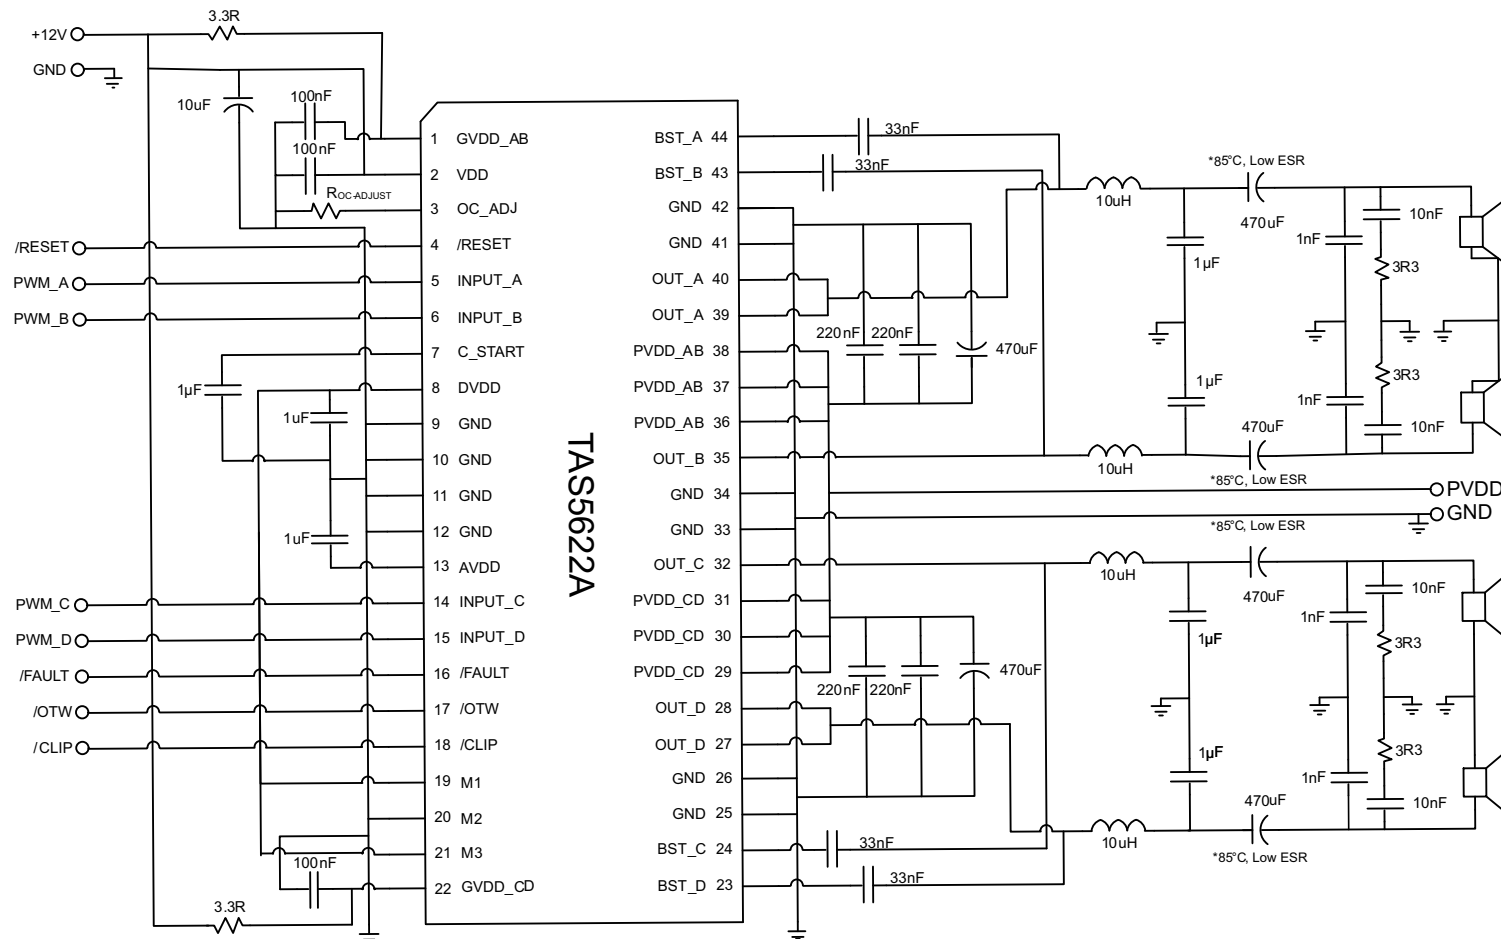 3.3R
+12V
GND
10uF
100nF
100nF
R_OC-ADJUST
/RESET
PWM_A
PWM_B
1µF
1uF
1uF
PWM_C
PWM_D
/FAULT
/OTW
/CLIP
100nF
3.3R
1 GVDD_AB
2 VDD
3 OC_ADJ
4 /RESET
5 INPUT_A
6 INPUT_B
7 C_START
8 DVDD
9 GND
10 GND
11 GND
12 GND
13 AVDD
14 INPUT_C
15 INPUT_D
16 /FAULT
17 /OTW
18 /CLIP
19 M1
20 M2
21 M3
22 GVDD_CD
TAS5622A
BST_A 44
BST_B 43
GND 42
GND 41
OUT_A 40
OUT_A 39
PVDD_AB 38
PVDD_AB 37
PVDD_AB 36
OUT_B 35
GND 34
GND 33
OUT_C 32
PVDD_CD 31
PVDD_CD 30
PVDD_CD 29
OUT_D 28
OUT_D 27
GND 26
GND 25
BST_C 24
BST_D 23
33nF
33nF
220nF 220nF 470uF
10uH
10uH
*85°C, Low ESR
470uF
1µF
1µF
1nF
10nF
3R3
3R3
1nF
10nF
470uF
*85°C, Low ESR
PVDD
GND
*85°C, Low ESR
10uH
470uF
220nF 220nF 470uF
1µF
1µF
1nF
10nF
3R3
3R3
1nF
10nF
470uF
10uH
*85°C, Low ESR
33nF
33nF